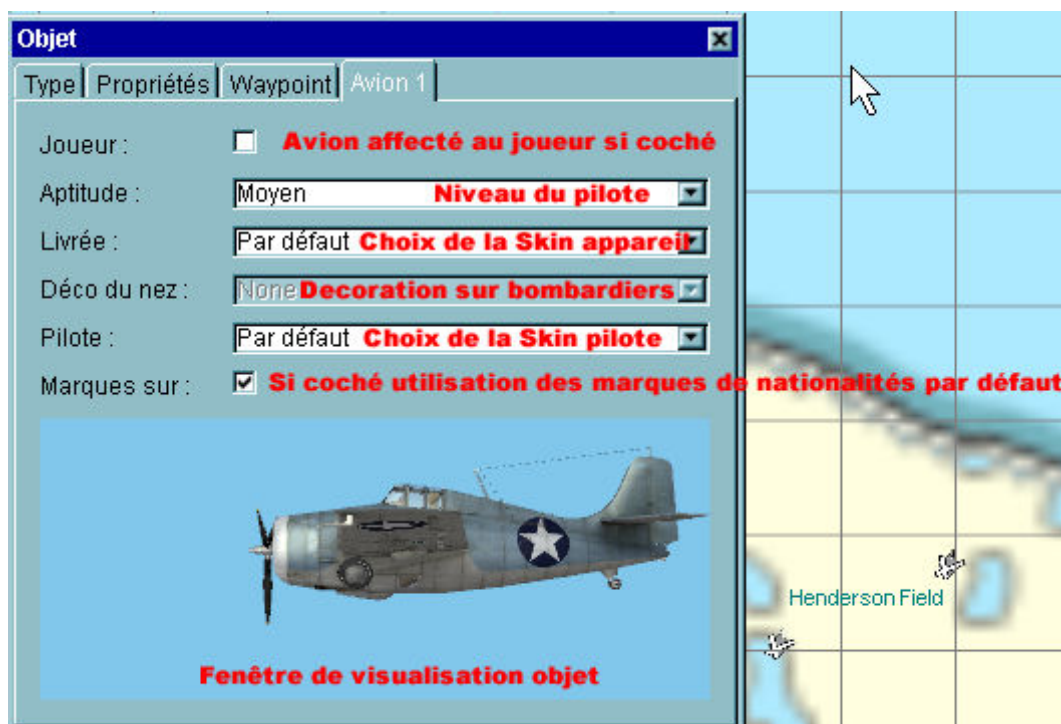 Objet
Type Propriétés Waypoint Avion 1
Joueur : Avion affecté au joueur si coché
Aptitude : Moyen Niveau du pilote
Livrée : Par défaut Choix de la Skin appareil
Déco du nez : None Decoration sur bombardiers
Pilote : Par défaut Choix de la Skin pilote
Marques sur : Si coché utilisation des marques de nationalités par défaut
Henderson Field
Fenêtre de visualisation objet